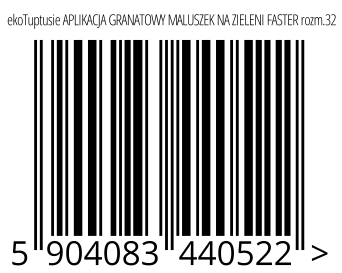 ekoTuptusie APLIKACJA GRANATOWY MALUSZEK NA ZIELENI FASTER rozm.32
5 904083 440522 >